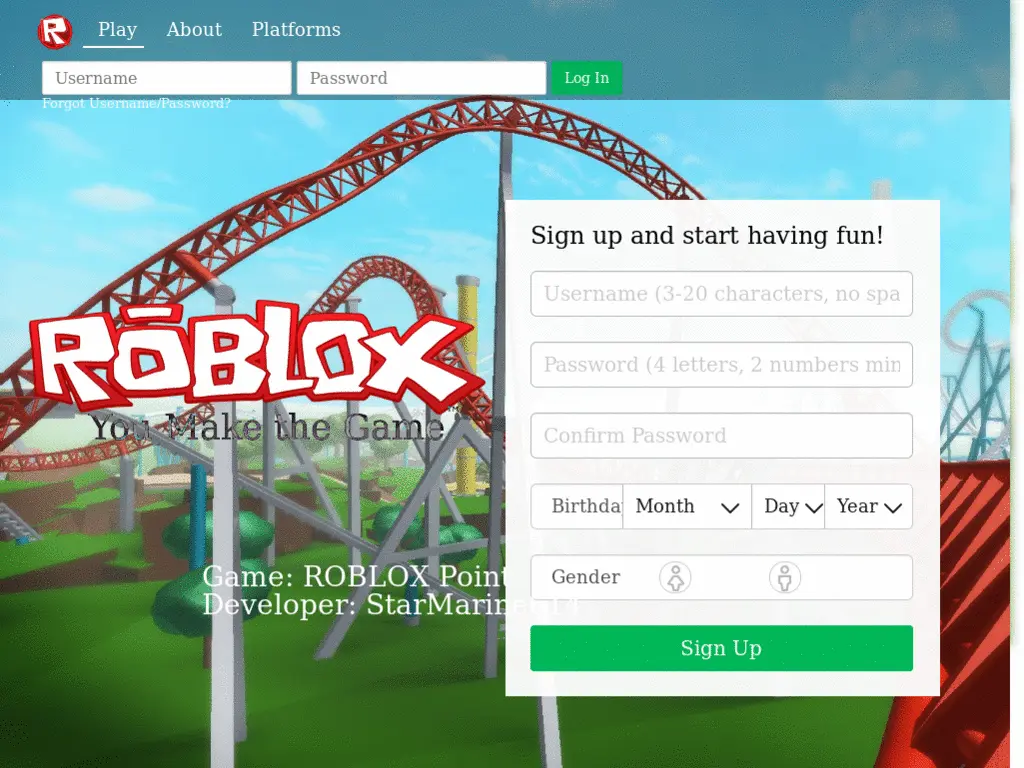 R Play About Platforms
Username Password Log In
Forgot Username/Password?
Sign up and start having fun!
Username (3-20 characters, no spa
Password (4 letters, 2 numbers min
Confirm Password
Birthda Month Day Year
Gender
Sign Up
ROBLOX
You Make the Game
Game: ROBLOX Point
Developer: